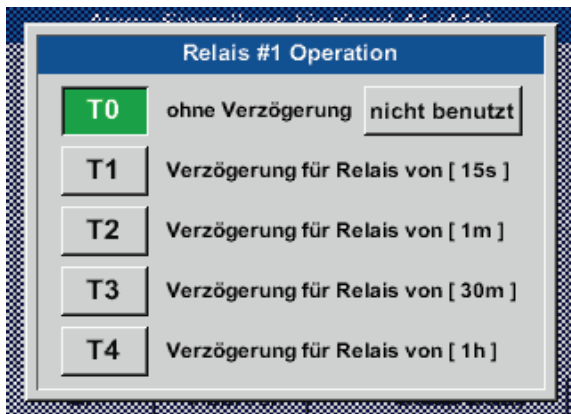 Relais #1 Operation
T0 ohne Verzögerung nicht benutzt
T1 Verzögerung für Relais von [ 15s ]
T2 Verzögerung für Relais von [ 1m ]
T3 Verzögerung für Relais von [ 30m ]
T4 Verzögerung für Relais von [ 1h ]